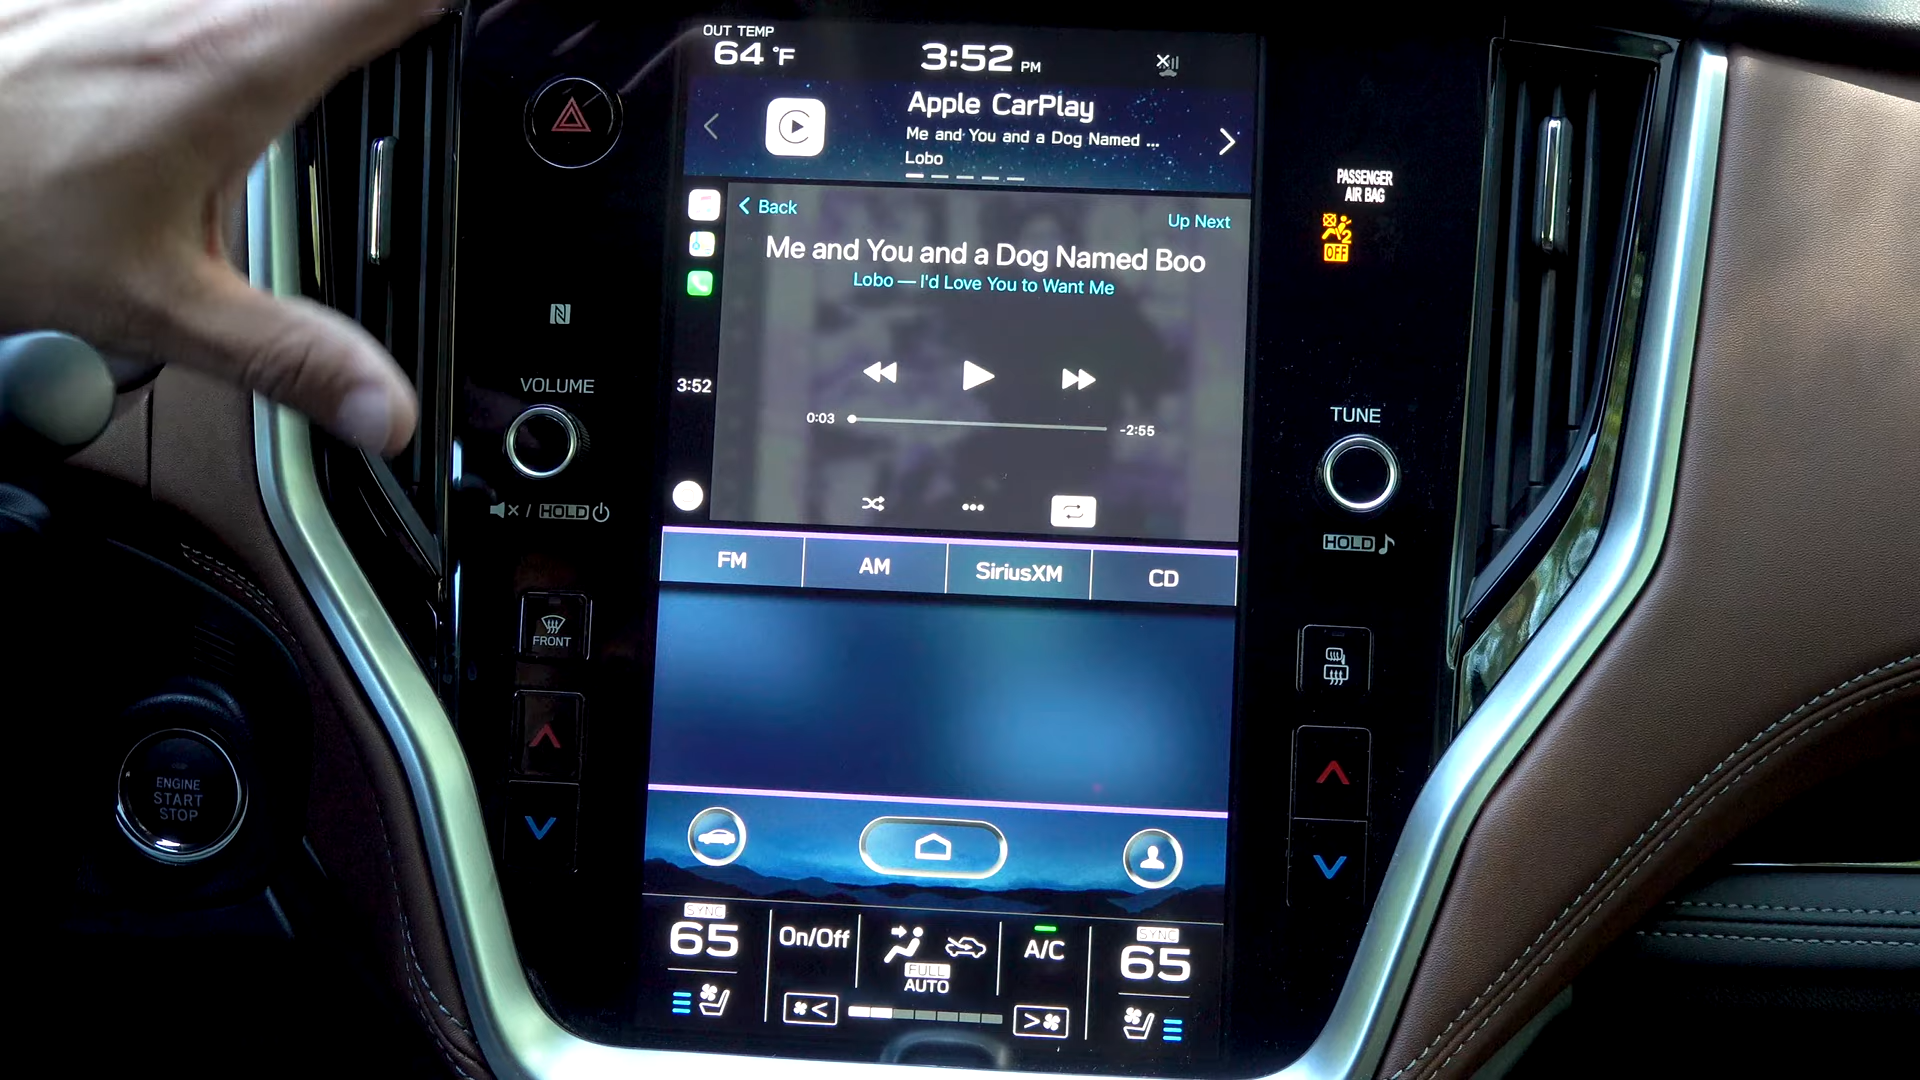 OUT TEMP
64 °F
3:52 PM
Apple CarPlay
Me and You and a Dog Named ...
Lobo
Back
Up Next
Me and You and a Dog Named Boo
Lobo — I'd Love You to Want Me
3:52
0:03
-2:55
FM
AM
SiriusXM
CD
PASSENGER
AIR BAG
2
OFF
N
VOLUME
/ HOLD
TUNE
HOLD
FRONT
ENGINE
START
STOP
SYNC
65
On/Off
FULL
AUTO
A/C
SYNC
65